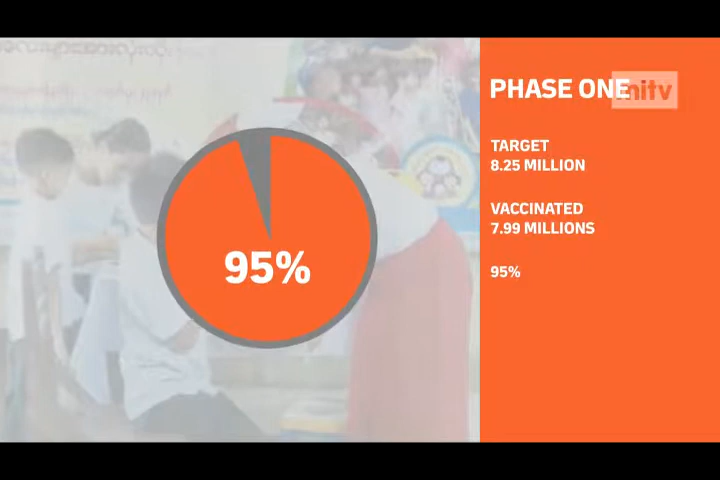 PHASE ONE
mitv
TARGET
8.25 MILLION
VACCINATED
7.99 MILLIONS
95%
95%